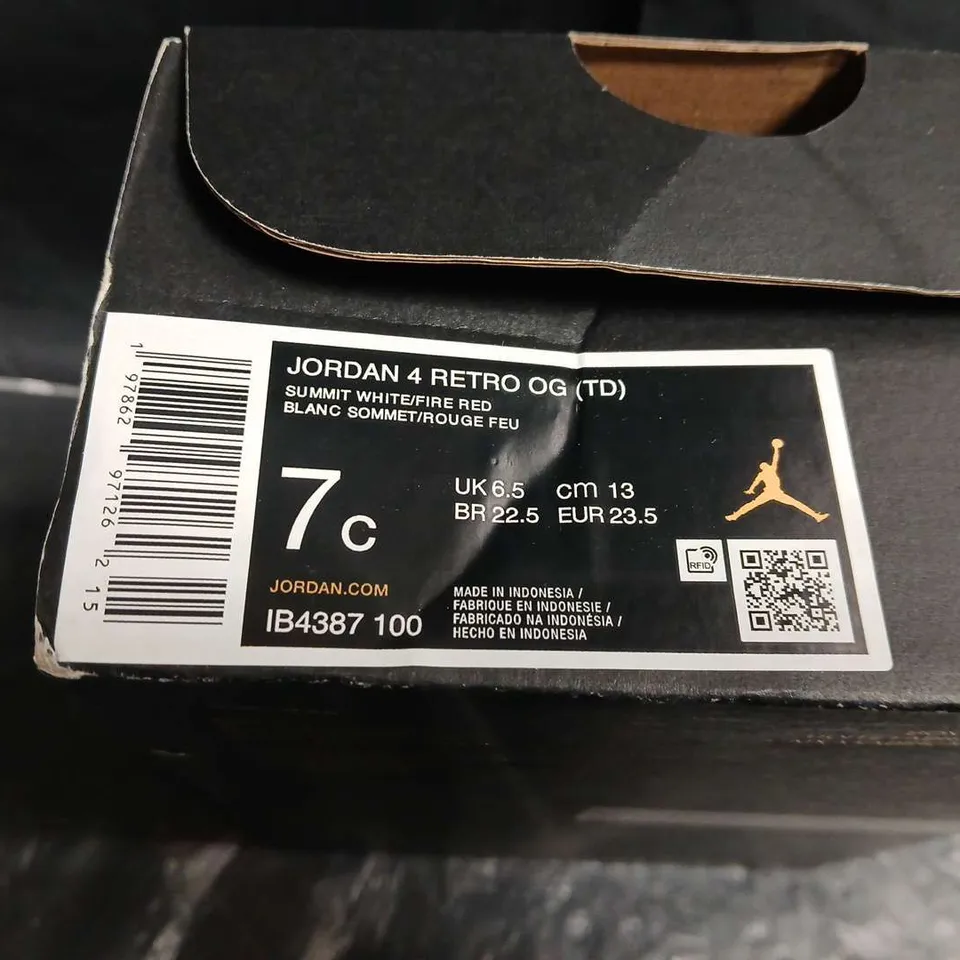 JORDAN 4 RETRO OG (TD)
SUMMIT WHITE/FIRE RED
BLANC SOMMET/ROUGE FEU
7c
UK 6.5 cm 13
BR 22.5 EUR 23.5
JORDAN.COM
IB4387 100
MADE IN INDONESIA /
FABRIQUE EN INDONESIE /
FABRICADO NA INDONÉSIA /
HECHO EN INDONESIA
RFID
1 97862 97126 2 15